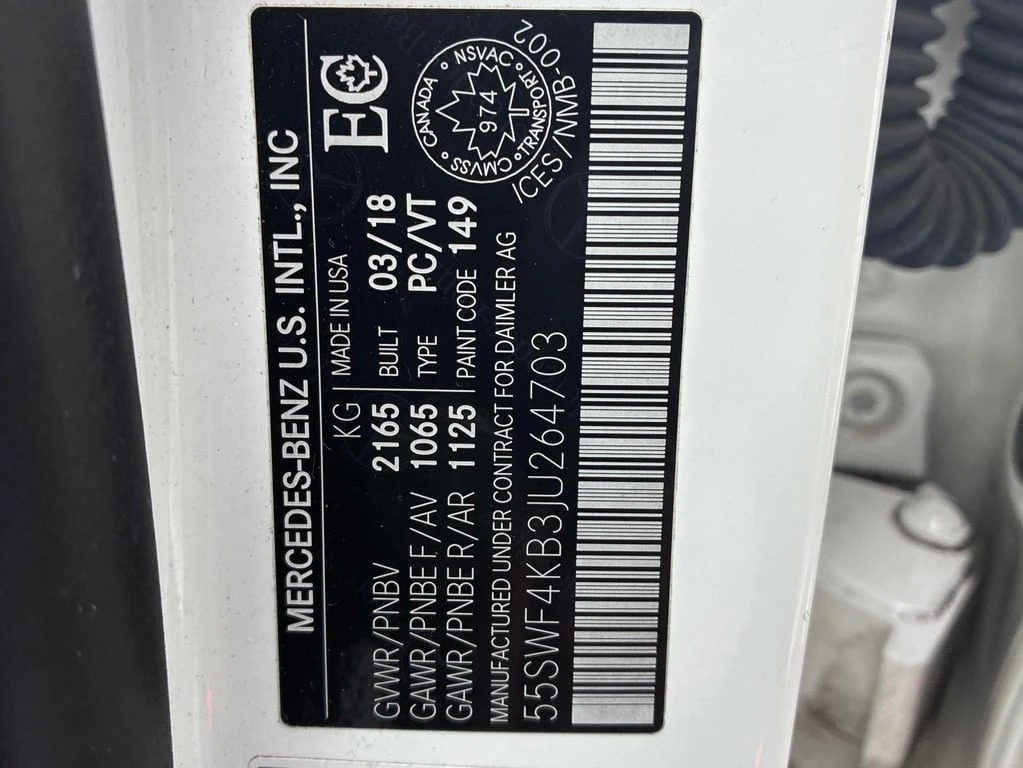 MERCEDES-BENZ U.S. INTL., INC
EC
KG
MADE IN USA
GVWR/PNBV 2165 BUILT 03/18
GAWR/PNBE F/AV 1065 TYPE PC/VT
GAWR/PNBE R/AR 1125 PAINT CODE 149
CANADA • NSVAC • TRANSPORT • CMVSS •
974
ICES/NMB-002
MANUFACTURED UNDER CONTRACT FOR DAIMLER AG
55SWF4KB3JU264703